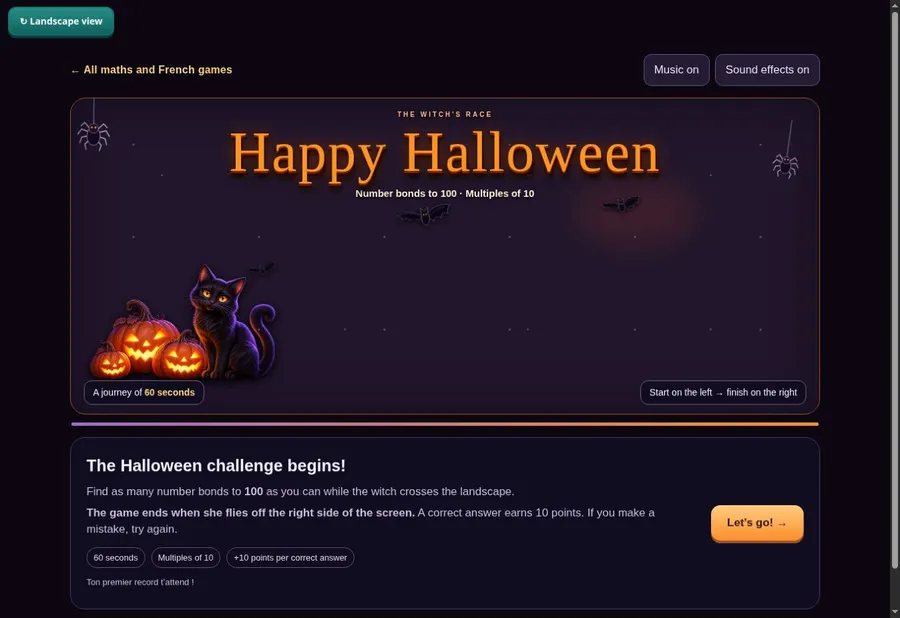 ↻ Landscape view
← All maths and French games
Music on
Sound effects on
THE WITCH'S RACE
Happy Halloween
Number bonds to 100 · Multiples of 10
A journey of 60 seconds
Start on the left → finish on the right
The Halloween challenge begins!
Find as many number bonds to 100 as you can while the witch crosses the landscape.
The game ends when she flies off the right side of the screen. A correct answer earns 10 points. If you make a
mistake, try again.
Let's go! →
60 seconds
Multiples of 10
+10 points per correct answer
Ton premier record t'attend !